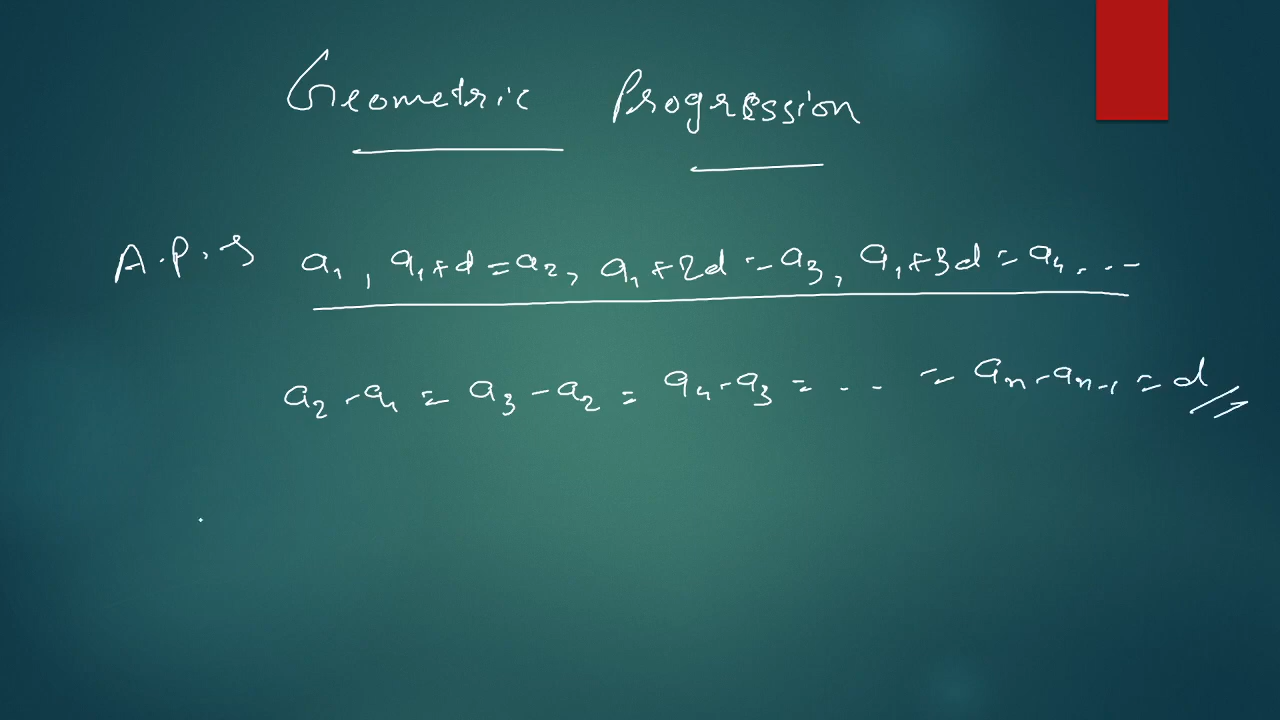 Geometric Progression
A.P.s a₁, a₁+d=a₂, a₁+2d=a₃, a₁+3d=a₄...
a₂-a₁ = a₃-a₂ = a₄-a₃ = ... = aₙ-aₙ₋₁ = d